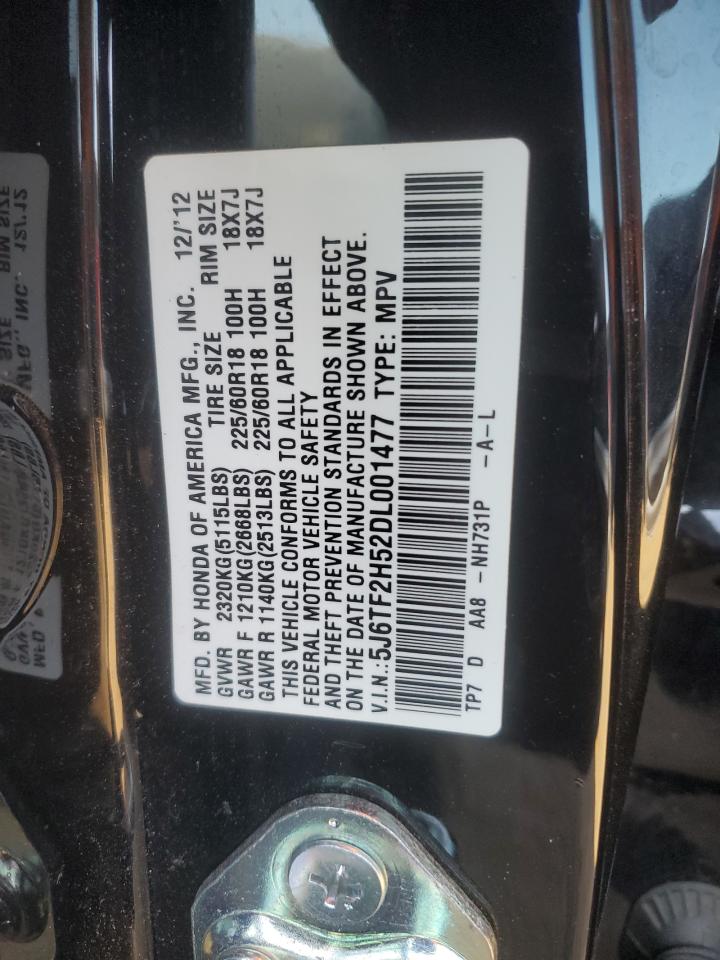 MFD. BY HONDA OF AMERICA MFG., INC. 12/'12
GVWR 2320KG(5115LBS) TIRE SIZE RIM SIZE
GAWR F 1210KG(2668LBS) 225/60R18 100H 18X7J
GAWR R 1140KG(2513LBS) 225/60R18 100H 18X7J
THIS VEHICLE CONFORMS TO ALL APPLICABLE
FEDERAL MOTOR VEHICLE SAFETY
AND THEFT PREVENTION STANDARDS IN EFFECT
ON THE DATE OF MANUFACTURE SHOWN ABOVE.
V.I.N.:5J6TF2H52DL001477 TYPE: MPV
TP7 D AA8 -NH731P -A-L